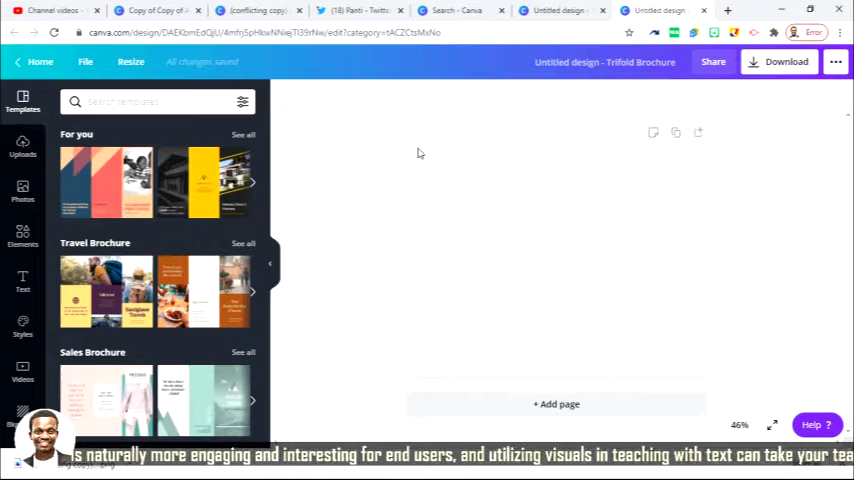 Channel videos - Y
Copy of Copy of A
(conflicting copy)
(18) Panti - Twitte
Search - Canva
Untitled design -
Untitled design -
canva.com/design/DAEKbmEdQjU/4mfrj5pHkwNNiejTI39rNw/edit?category=tACZCtsMxNo
Error
Home
File
Resize
All changes saved
Untitled design - Trifold Brochure
Share
Download
Templates
Search templates
For you
See all
Uploads
Photos
Travel Brochure
See all
Elements
Text
Styles
Sales Brochure
See all
Videos
+ Add page
46%
Help ?
is naturally more engaging and interesting for end users, and utilizing visuals in teaching with text can take your tea